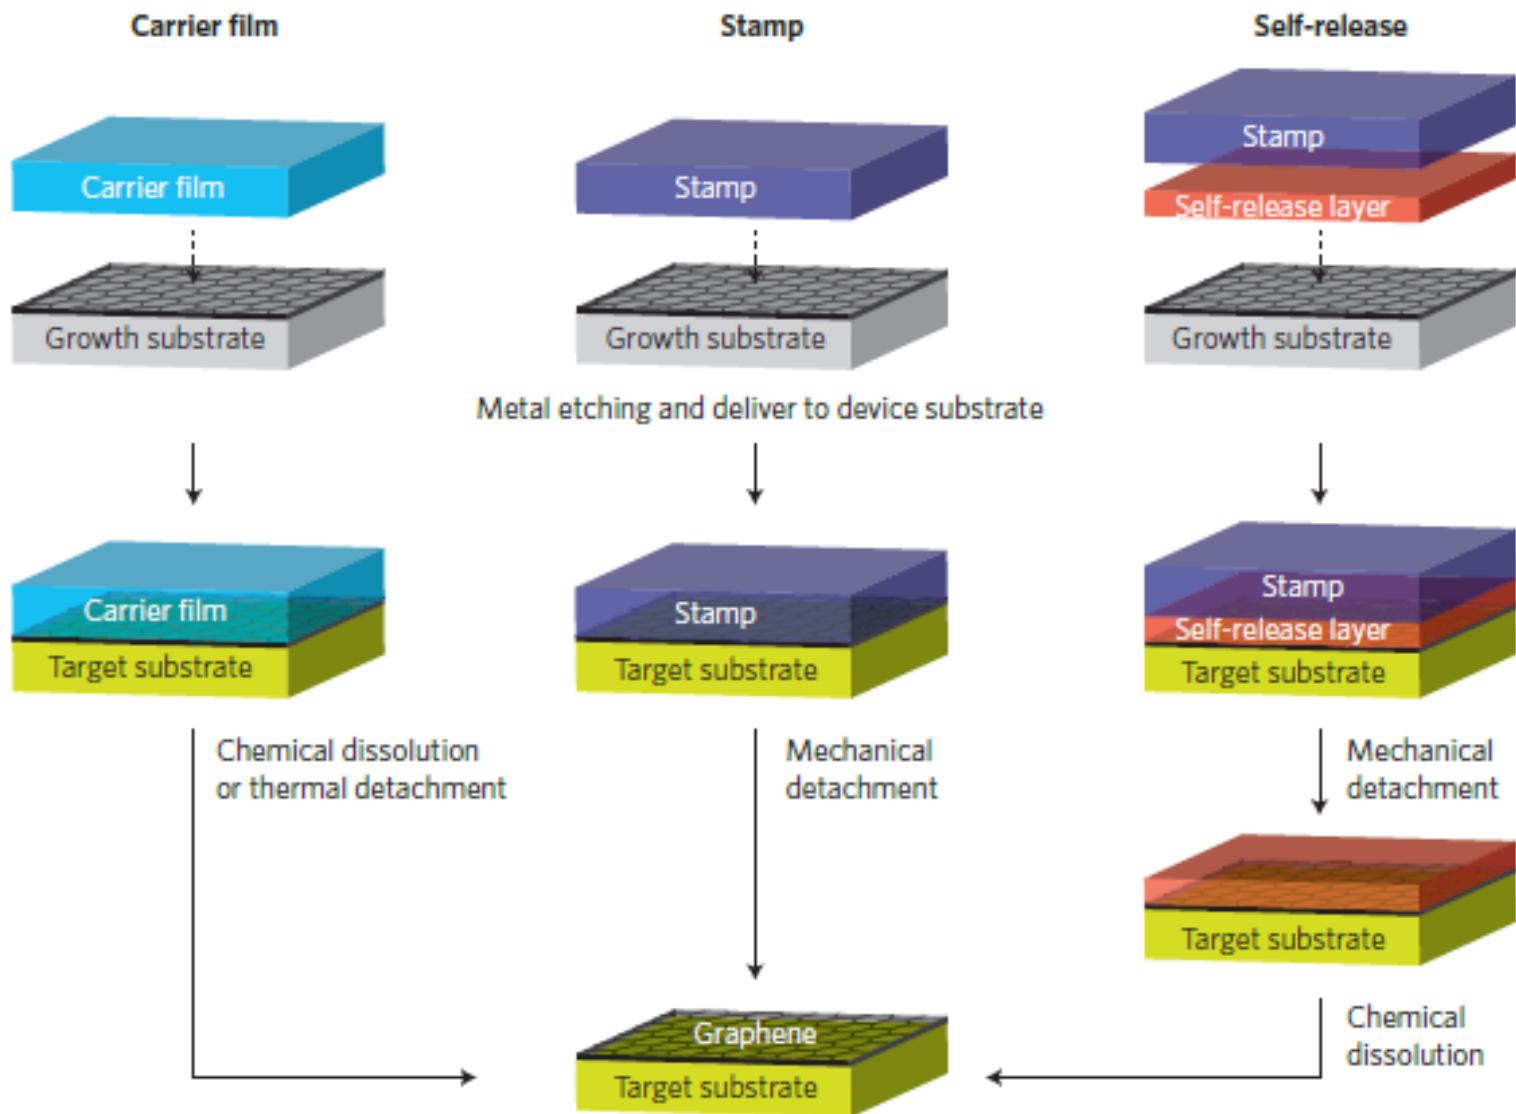 Carrier film
Stamp
Self-release
Carrier film
Stamp
Stamp
Self-release layer
Growth substrate
Growth substrate
Growth substrate
Metal etching and deliver to device substrate
Carrier film
Target substrate
Stamp
Target substrate
Stamp
Self-release layer
Target substrate
Chemical dissolution
or thermal detachment
Mechanical
detachment
Mechanical
detachment
Target substrate
Graphene
Target substrate
Chemical
dissolution